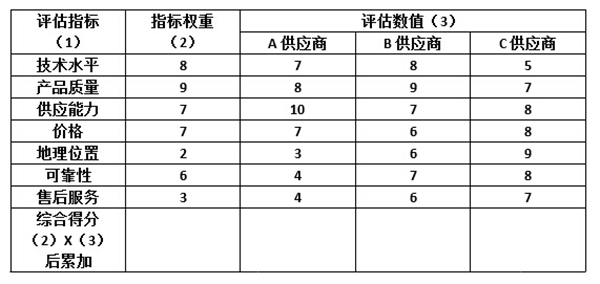 评估指标 指标权重 评估数值（3）
（1） （2） A 供应商 B 供应商 C 供应商
技术水平 8 7 8 5
产品质量 9 8 9 7
供应能力 7 10 7 8
价格 7 7 6 8
地理位置 2 3 6 9
可靠性 6 4 7 8
售后服务 3 4 6 7
综合得分
（2）X（3）
后累加